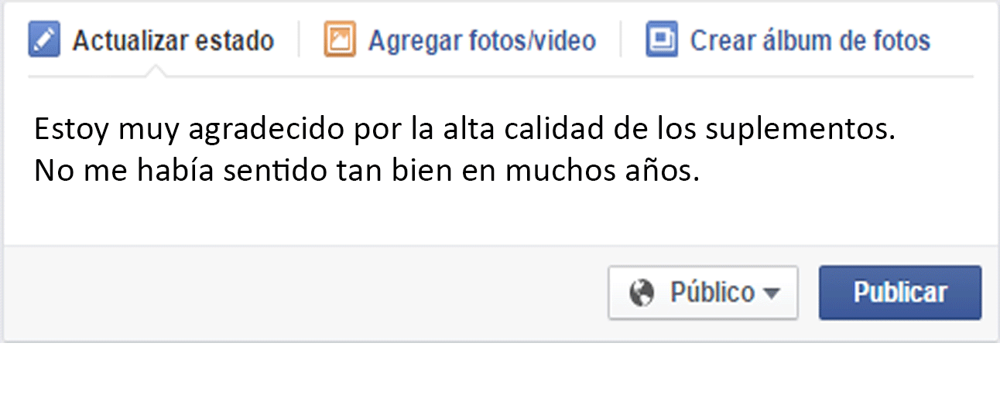 Actualizar estado Agregar fotos/video Crear álbum de fotos
Estoy muy agradecido por la alta calidad de los suplementos.
No me había sentido tan bien en muchos años.
Público Publicar